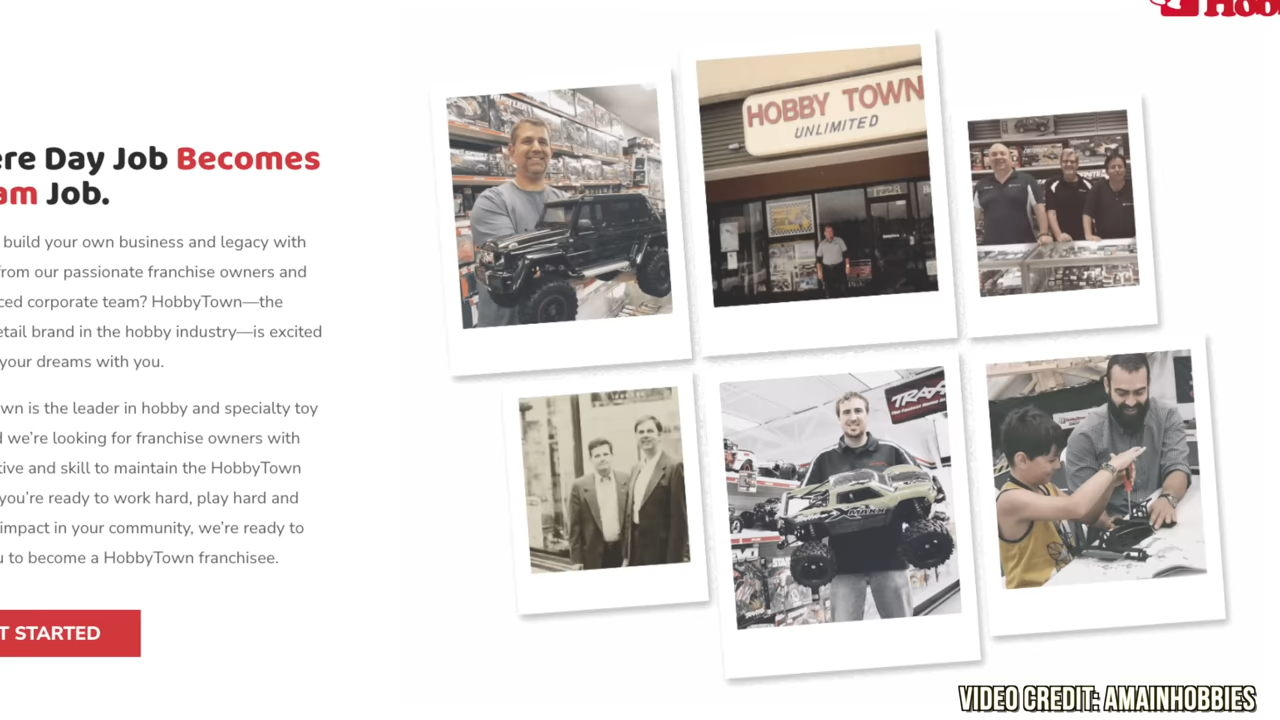 ere Day Job Becomes
am Job.
build your own business and legacy with
from our passionate franchise owners and
ced corporate team? HobbyTown—the
etail brand in the hobby industry—is excited
your dreams with you.
wn is the leader in hobby and specialty toy
d we're looking for franchise owners with
tive and skill to maintain the HobbyTown
you're ready to work hard, play hard and
impact in your community, we're ready to
u to become a HobbyTown franchisee.
T STARTED
HOBBY TOWN
UNLIMITED
TRAX
MAXX
VIDEO CREDIT: AMAINHOBBIES